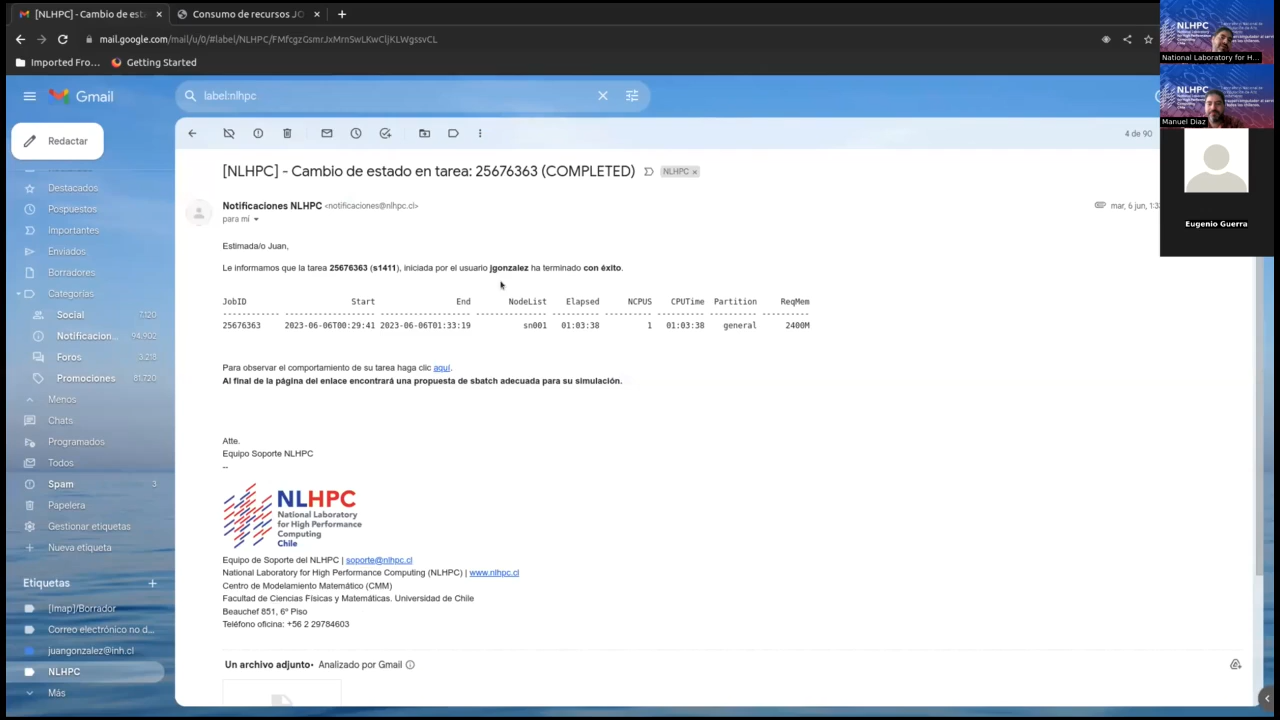 [NLHPC] - Cambio de
Consumo de Recursos JO
mail.google.com/mail/u/0/#label/NLHPC/FMfcgzGsmrJxMrnSwLKwCljKLWgssvCL
Imported Fro...
Getting Started
Gmail
label:nlhpc
Redactar
4 de 90
Destacados
Pospuestos
Importantes
Enviados
Borradores
62
Categorías
Social
7.120
Notificacion...
94.902
Foros
3.218
Promociones
81.720
Menos
Chats
Programados
Todos
Spam
3
Papelera
Gestionar etiquetas
Nueva etiqueta
Etiquetas
[Imap]/Borrador
Correo electrónico no d...
juangonzalez@inh.cl
NLHPC
Más
[NLHPC] - Cambio de estado en tarea: 25676363 (COMPLETED)
NLHPC ×
Notificaciones NLHPC <notificaciones@nlhpc.cl>
mar, 6 jun, 1:3
para mí
Estimada/o Juan,
Le informamos que la tarea 25676363 (s1411), iniciada por el usuario jgonzalez ha terminado con éxito.
JobID Start End NodeList Elapsed NCPUS CPUTime Partition ReqMem
------------ ------------------- ------------------- --------------- ---------- ---------- ---------- ---------- ----------
25676363 2023-06-06T00:29:41 2023-06-06T01:33:19 sn001 01:03:38 1 01:03:38 general 2400M
Para observar el comportamiento de su tarea haga clic aquí.
Al final de la página del enlace encontrará una propuesta de sbatch adecuada para su simulación.
Atte.
Equipo Soporte NLHPC
--
NLHPC
National Laboratory
for High Performance
Computing
Chile
Equipo de Soporte del NLHPC | soporte@nlhpc.cl
National Laboratory for High Performance Computing (NLHPC) | www.nlhpc.cl
Centro de Modelamiento Matemático (CMM)
Facultad de Ciencias Físicas y Matemáticas. Universidad de Chile
Beauchef 851, 6º Piso
Teléfono oficina: +56 2 29784603
Un archivo adjunto• Analizado por Gmail
NLHPC
National Laboratory for H...
NLHPC
Manuel Diaz
Eugenio Guerra